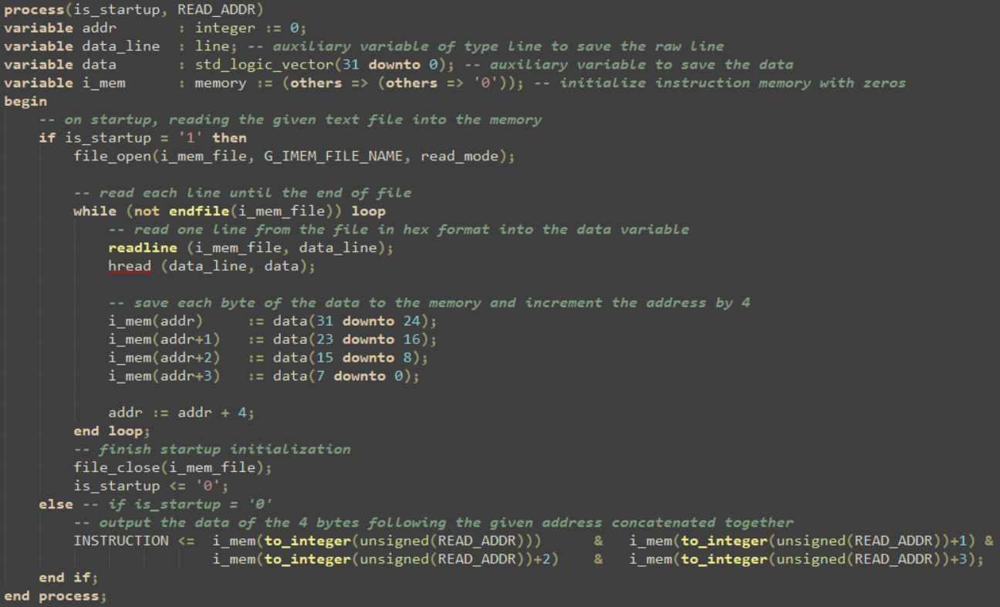 process(is_startup, READ_ADDR)
variable addr       : integer := 0;
variable data_line  : line; -- auxiliary variable of type line to save the raw line
variable data       : std_logic_vector(31 downto 0); -- auxiliary variable to save the data
variable i_mem      : memory := (others => (others => '0')); -- initialize instruction memory with zeros
begin
    -- on startup, reading the given text file into the memory
    if is_startup = '1' then
        file_open(i_mem_file, G_IMEM_FILE_NAME, read_mode);

        -- read each line until the end of file
        while (not endfile(i_mem_file)) loop
            -- read one line from the file in hex format into the data variable
            readline (i_mem_file, data_line);
            hread (data_line, data);

            -- save each byte of the data to the memory and increment the address by 4
            i_mem(addr)     := data(31 downto 24);
            i_mem(addr+1)   := data(23 downto 16);
            i_mem(addr+2)   := data(15 downto 8);
            i_mem(addr+3)   := data(7 downto 0);

            addr := addr + 4;
        end loop;
        -- finish startup initialization
        file_close(i_mem_file);
        is_startup <= '0';
    else -- if is_startup = '0'
        -- output the data of the 4 bytes following the given address concatenated together
        INSTRUCTION <=  i_mem(to_integer(unsigned(READ_ADDR)))      &   i_mem(to_integer(unsigned(READ_ADDR))+1) &
                        i_mem(to_integer(unsigned(READ_ADDR))+2)    &   i_mem(to_integer(unsigned(READ_ADDR))+3);
    end if;
end process;